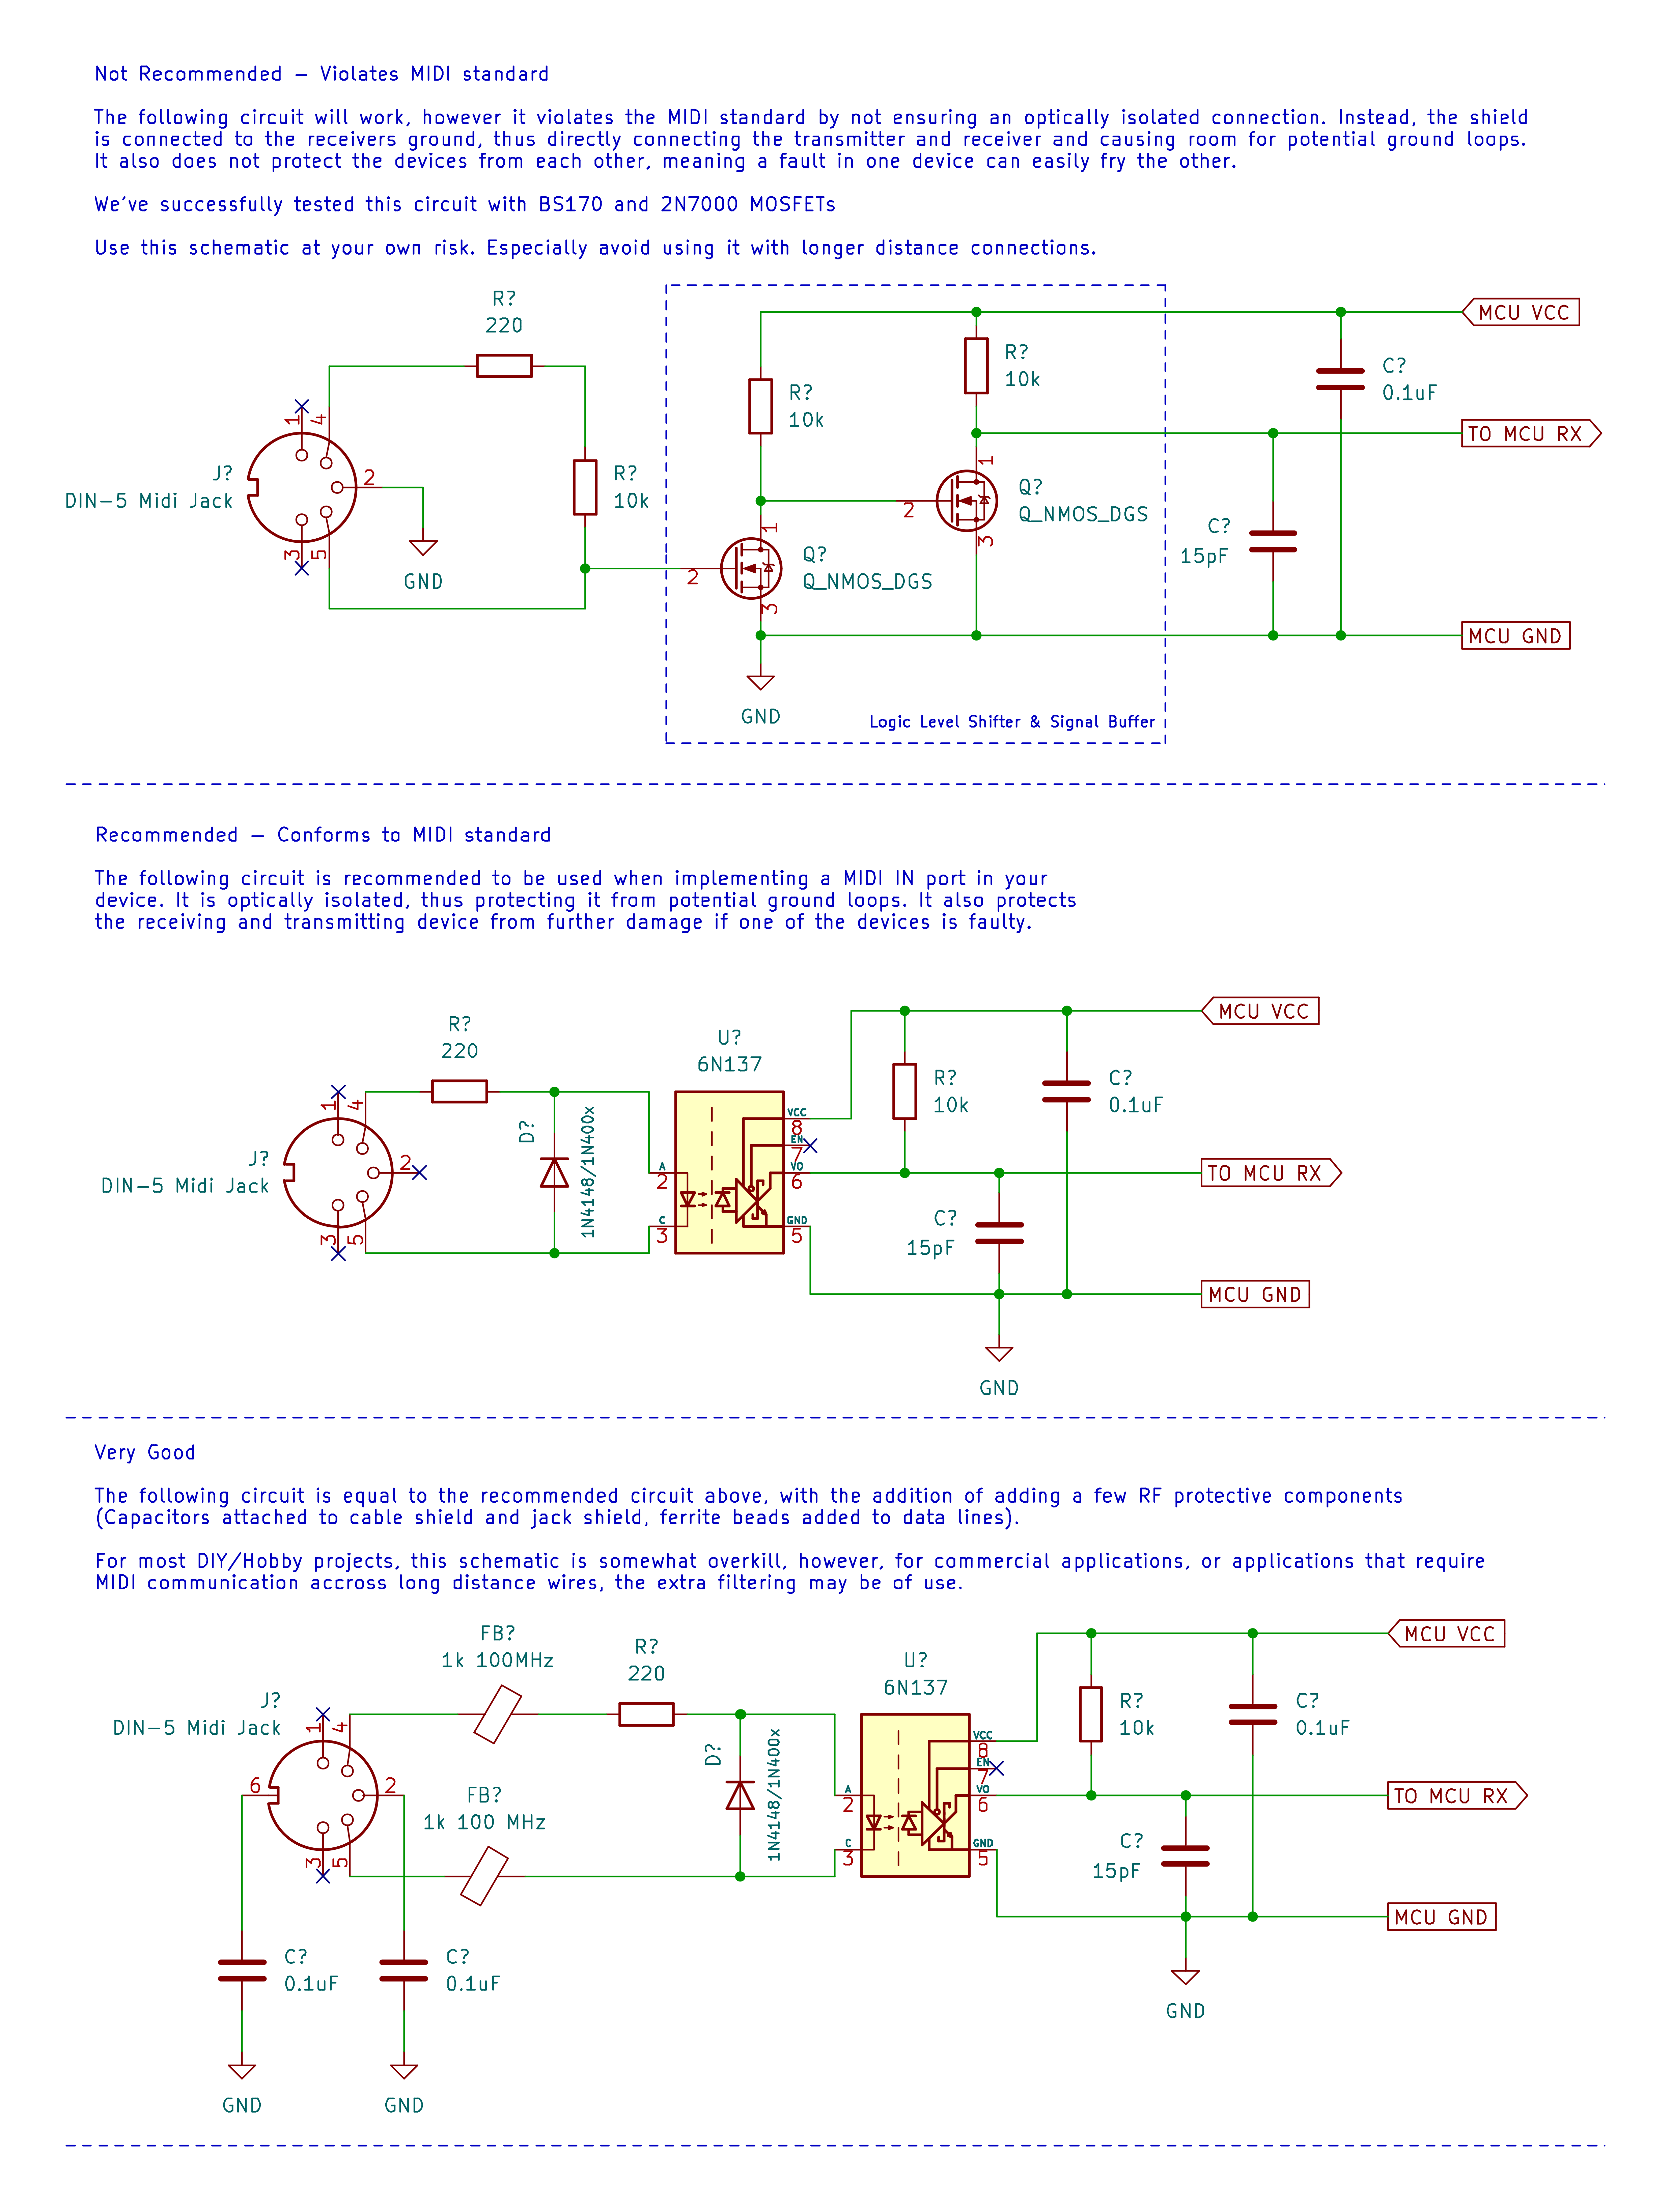 Not Recommended – Violates MIDI standard
The following circuit will work, however it violates the MIDI standard by not ensuring an optically isolated connection. Instead, the shield
is connected to the receivers ground, thus directly connecting the transmitter and receiver and causing room for potential ground loops.
It also does not protect the devices from each other, meaning a fault in one device can easily fry the other.
We've successfully tested this circuit with BS170 and 2N7000 MOSFETs
Use this schematic at your own risk. Especially avoid using it with longer distance connections.
R?
220
MCU VCC
R?
10k
C?
0.1uF
R?
10k
1
4
TO MCU RX
J?
DIN-5 Midi Jack
2
R?
10k
1
2
Q?
Q_NMOS_DGS
3
C?
15pF
1
3
5
GND
2
Q?
Q_NMOS_DGS
3
MCU GND
GND
Logic Level Shifter & Signal Buffer
Recommended – Conforms to MIDI standard
The following circuit is recommended to be used when implementing a MIDI IN port in your
device. It is optically isolated, thus protecting it from potential ground loops. It also protects
the receiving and transmitting device from further damage if one of the devices is faulty.
MCU VCC
R?
220
U?
6N137
R?
10k
C?
0.1uF
1
4
D?
1N4148/1N400x
VCC
8
EN
7
J?
DIN-5 Midi Jack
2
A
2
VO
6
TO MCU RX
3
5
C
3
GND
5
C?
15pF
MCU GND
GND
Very Good
The following circuit is equal to the recommended circuit above, with the addition of adding a few RF protective components
(Capacitors attached to cable shield and jack shield, ferrite beads added to data lines).
For most DIY/Hobby projects, this schematic is somewhat overkill, however, for commercial applications, or applications that require
MIDI communication accross long distance wires, the extra filtering may be of use.
FB?
1k 100MHz
R?
220
U?
6N137
MCU VCC
J?
DIN-5 Midi Jack
1
4
R?
10k
C?
0.1uF
D?
1N4148/1N400x
VCC
8
EN
7
6
2
FB?
1k 100 MHz
A
2
VO
6
TO MCU RX
3
5
C
3
GND
5
C?
15pF
MCU GND
C?
0.1uF
C?
0.1uF
GND
GND
GND